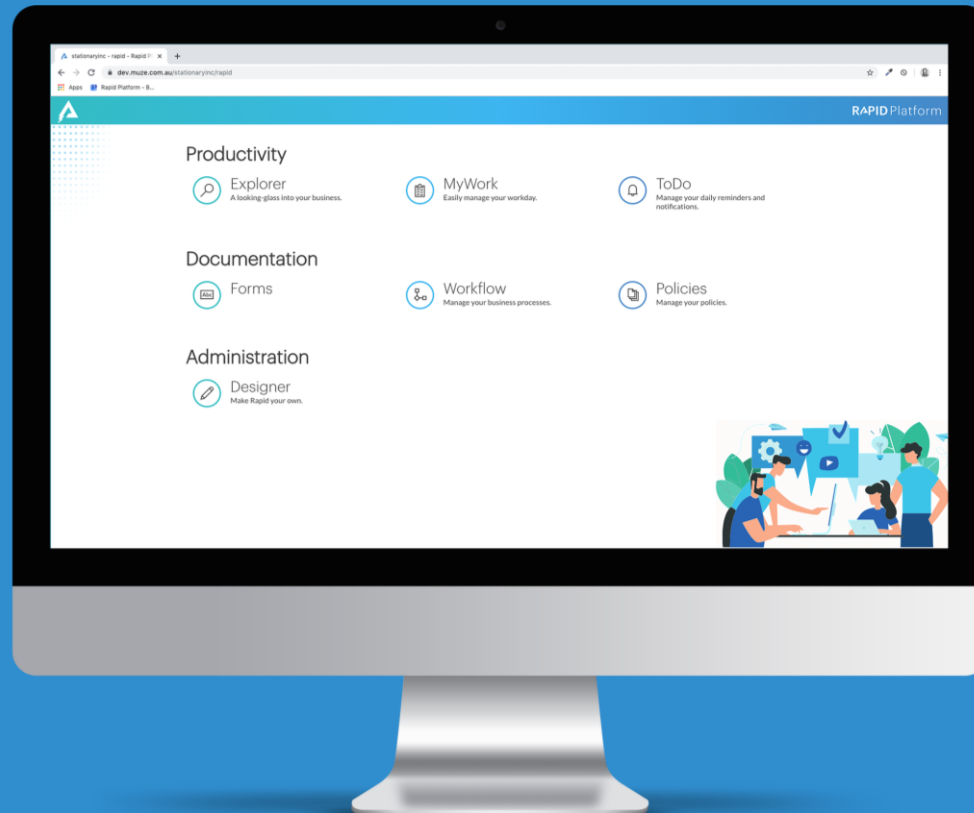 stationaryinc - rapid - Rapid Pl
dev.muze.com.au/stationaryinc/rapid
Apps Rapid Platform - B...
RAPID Platform
Productivity
Explorer
A looking-glass into your business.
MyWork
Easily manage your workday.
ToDo
Manage your daily reminders and
notifications.
Documentation
Forms
Abc
Workflow
Manage your business processes.
Policies
Manage your policies.
Administration
Designer
Make Rapid your own.